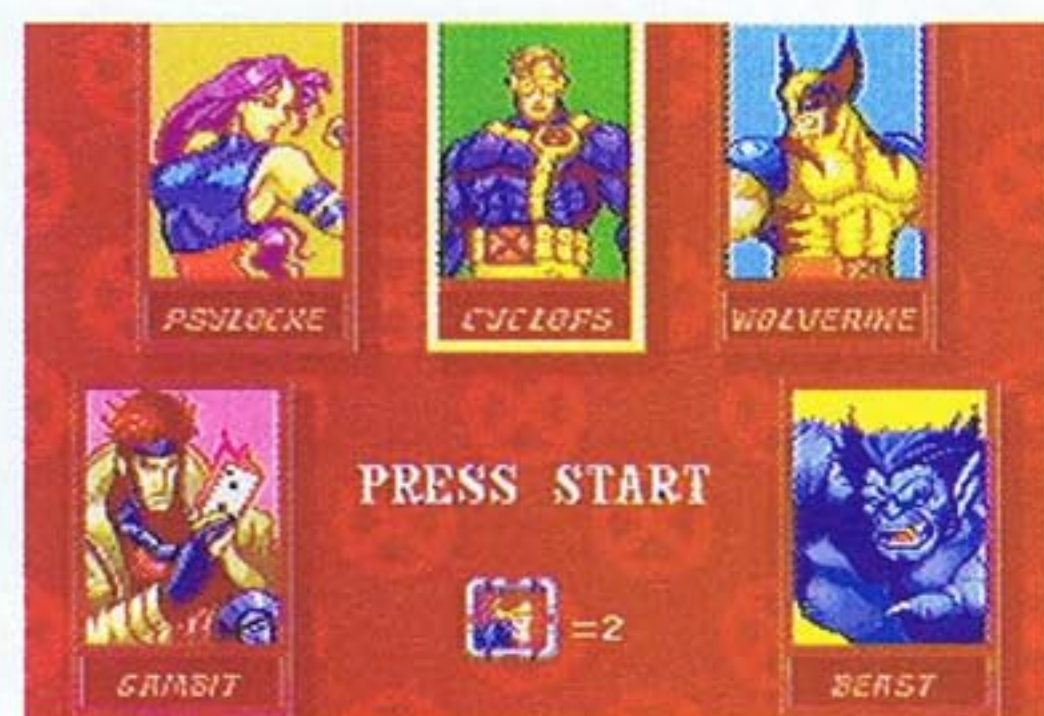 PSYLOCKE
CYCLOPS
WOLVERINE
PRESS START
=2
GAMBIT
BEAST